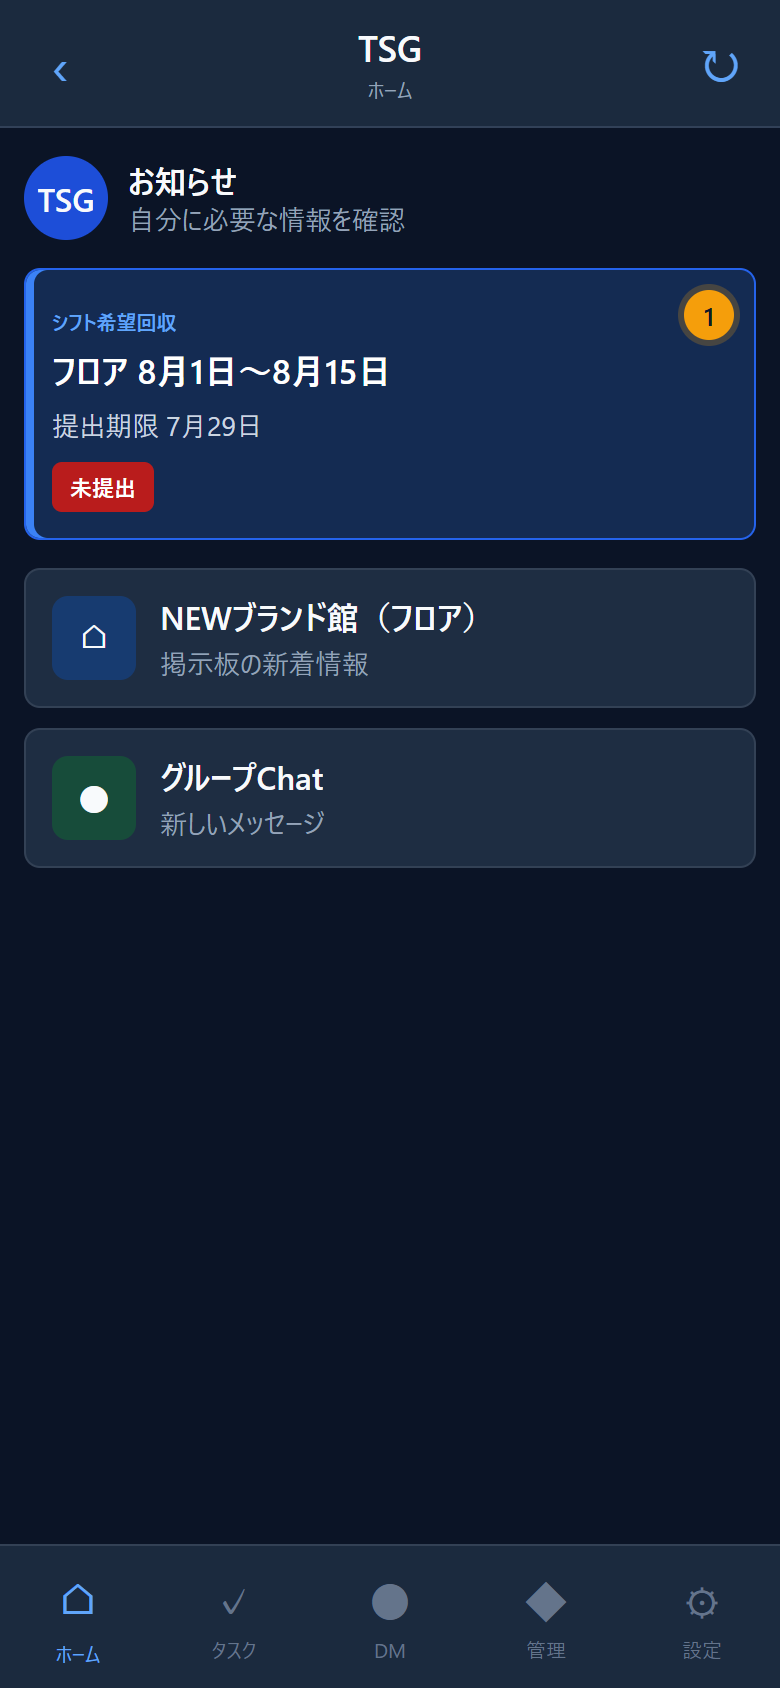 TSG
ホーム
TSG
お知らせ
自分に必要な情報を確認
シフト希望回収
1
フロア 8月1日～8月15日
提出期限 7月29日
未提出
NEWブランド館（フロア）
掲示板の新着情報
グループChat
新しいメッセージ
ホーム
タスク
DM
管理
設定